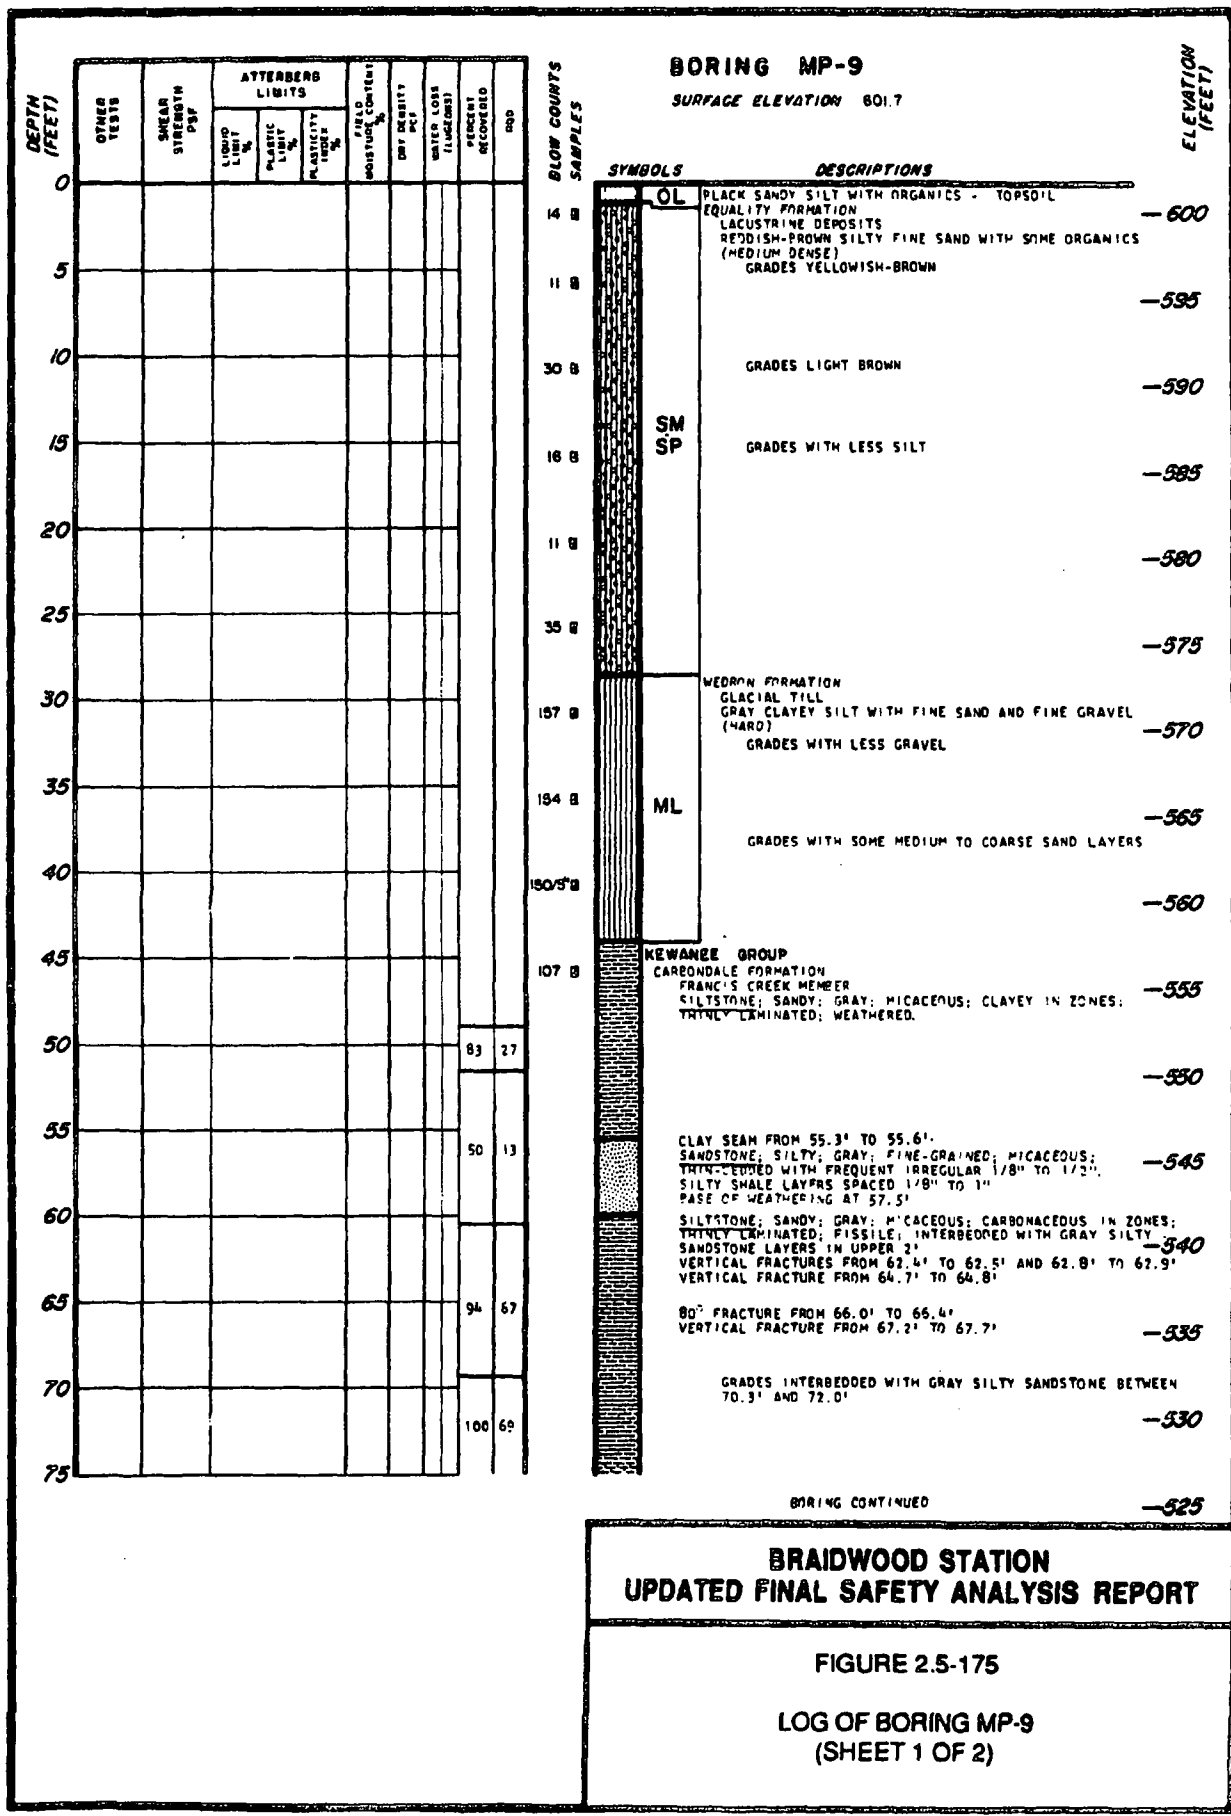 BORING MP-9
SURFACE ELEVATION 601.7
DEPTH (FEET)
OTHER TESTS
SHEAR STRENGTH PSF
ATTERBERG LIMITS
LIQUID LIMIT %
PLASTIC LIMIT %
PLASTICITY INDEX %
FIELD MOISTURE CONTENT %
DRY DENSITY PCF
WATER LOSS (LUGEONS)
PERCENT RECOVERED
RQD
BLOW COUNTS
SAMPLES
SYMBOLS
DESCRIPTIONS
ELEVATION (FEET)
0
OL
PLACK SANDY SILT WITH ORGANICS - TOPSOIL
14
EQUALITY FORMATION
—600
LACUSTRINE DEPOSITS
REDDISH-BROWN SILTY FINE SAND WITH SOME ORGANICS
(MEDIUM DENSE)
5
GRADES YELLOWISH-BROWN
11
—595
10
30
GRADES LIGHT BROWN
—590
15
16
SM
SP
GRADES WITH LESS SILT
—585
20
11
—580
25
35
—575
30
WEDRON FORMATION
GLACIAL TILL
157
GRAY CLAYEY SILT WITH FINE SAND AND FINE GRAVEL
(HARD)
—570
GRADES WITH LESS GRAVEL
35
154
ML
—565
GRADES WITH SOME MEDIUM TO COARSE SAND LAYERS
40
150/5"
—560
45
KEWANEE GROUP
107
CARBONDALE FORMATION
FRANCIS CREEK MEMBER
—555
SILTSTONE; SANDY; GRAY; MICACEOUS; CLAYEY IN ZONES;
THINLY LAMINATED; WEATHERED.
50
83 27
—550
55
50 13
CLAY SEAM FROM 55.3' TO 55.6'.
SANDSTONE; SILTY; GRAY; FINE-GRAINED; MICACEOUS;
—545
THIN-BEDDED WITH FREQUENT IRREGULAR 1/8" TO 1/2".
SILTY SHALE LAYERS SPACED 1/8" TO 1"
BASE OF WEATHERING AT 57.5'
60
SILTSTONE; SANDY; GRAY; MICACEOUS; CARBONACEOUS IN ZONES;
THINLY LAMINATED; FISSILE; INTERBEDDED WITH GRAY SILTY
SANDSTONE LAYERS IN UPPER 2'
—540
VERTICAL FRACTURES FROM 62.4' TO 62.5' AND 62.8' TO 62.9'
VERTICAL FRACTURE FROM 64.7' TO 64.8'
65
94 67
80° FRACTURE FROM 66.0' TO 66.4'
VERTICAL FRACTURE FROM 67.2' TO 67.7'
—535
70
GRADES INTERBEDDED WITH GRAY SILTY SANDSTONE BETWEEN
70.3' AND 72.0'
100 69
—530
75
BORING CONTINUED
—525
BRAIDWOOD STATION
UPDATED FINAL SAFETY ANALYSIS REPORT
FIGURE 2.5-175
LOG OF BORING MP-9
(SHEET 1 OF 2)